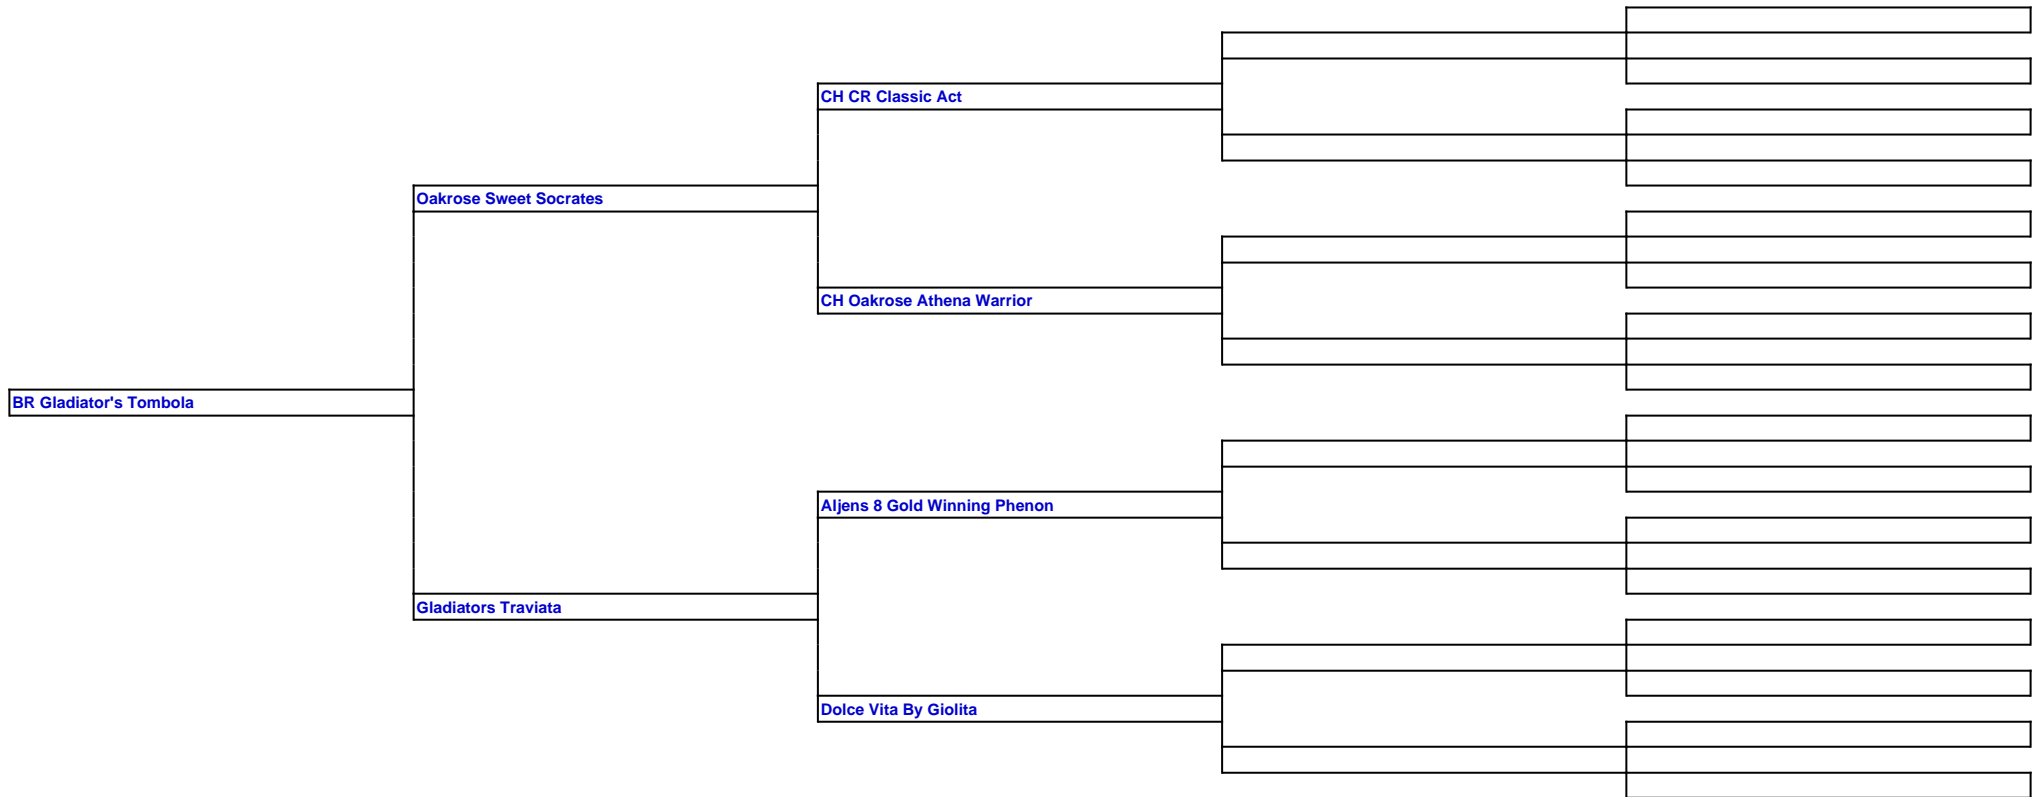 CH CR Classic Act
Oakrose Sweet Socrates
CH Oakrose Athena Warrior
BR Gladiator's Tombola
Aljens 8 Gold Winning Phenon
Gladiators Traviata
Dolce Vita By Giolita